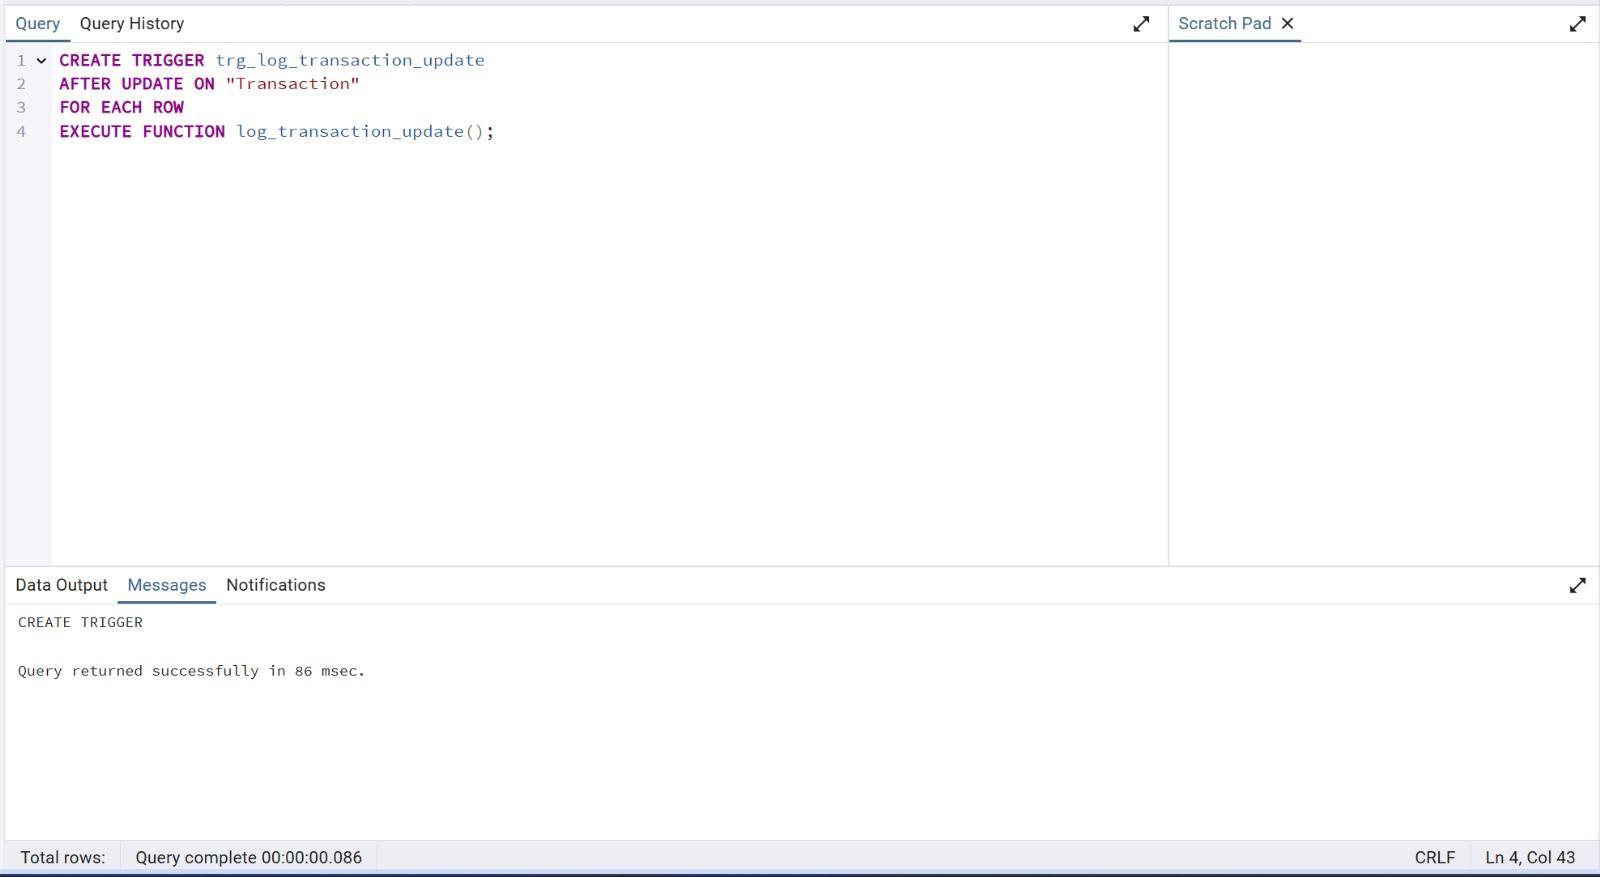 Query Query History
Scratch Pad
1 CREATE TRIGGER trg_log_transaction_update
2 AFTER UPDATE ON "Transaction"
3 FOR EACH ROW
4 EXECUTE FUNCTION log_transaction_update();
Data Output Messages Notifications
CREATE TRIGGER
Query returned successfully in 86 msec.
Total rows: Query complete 00:00:00.086 CRLF Ln 4, Col 43